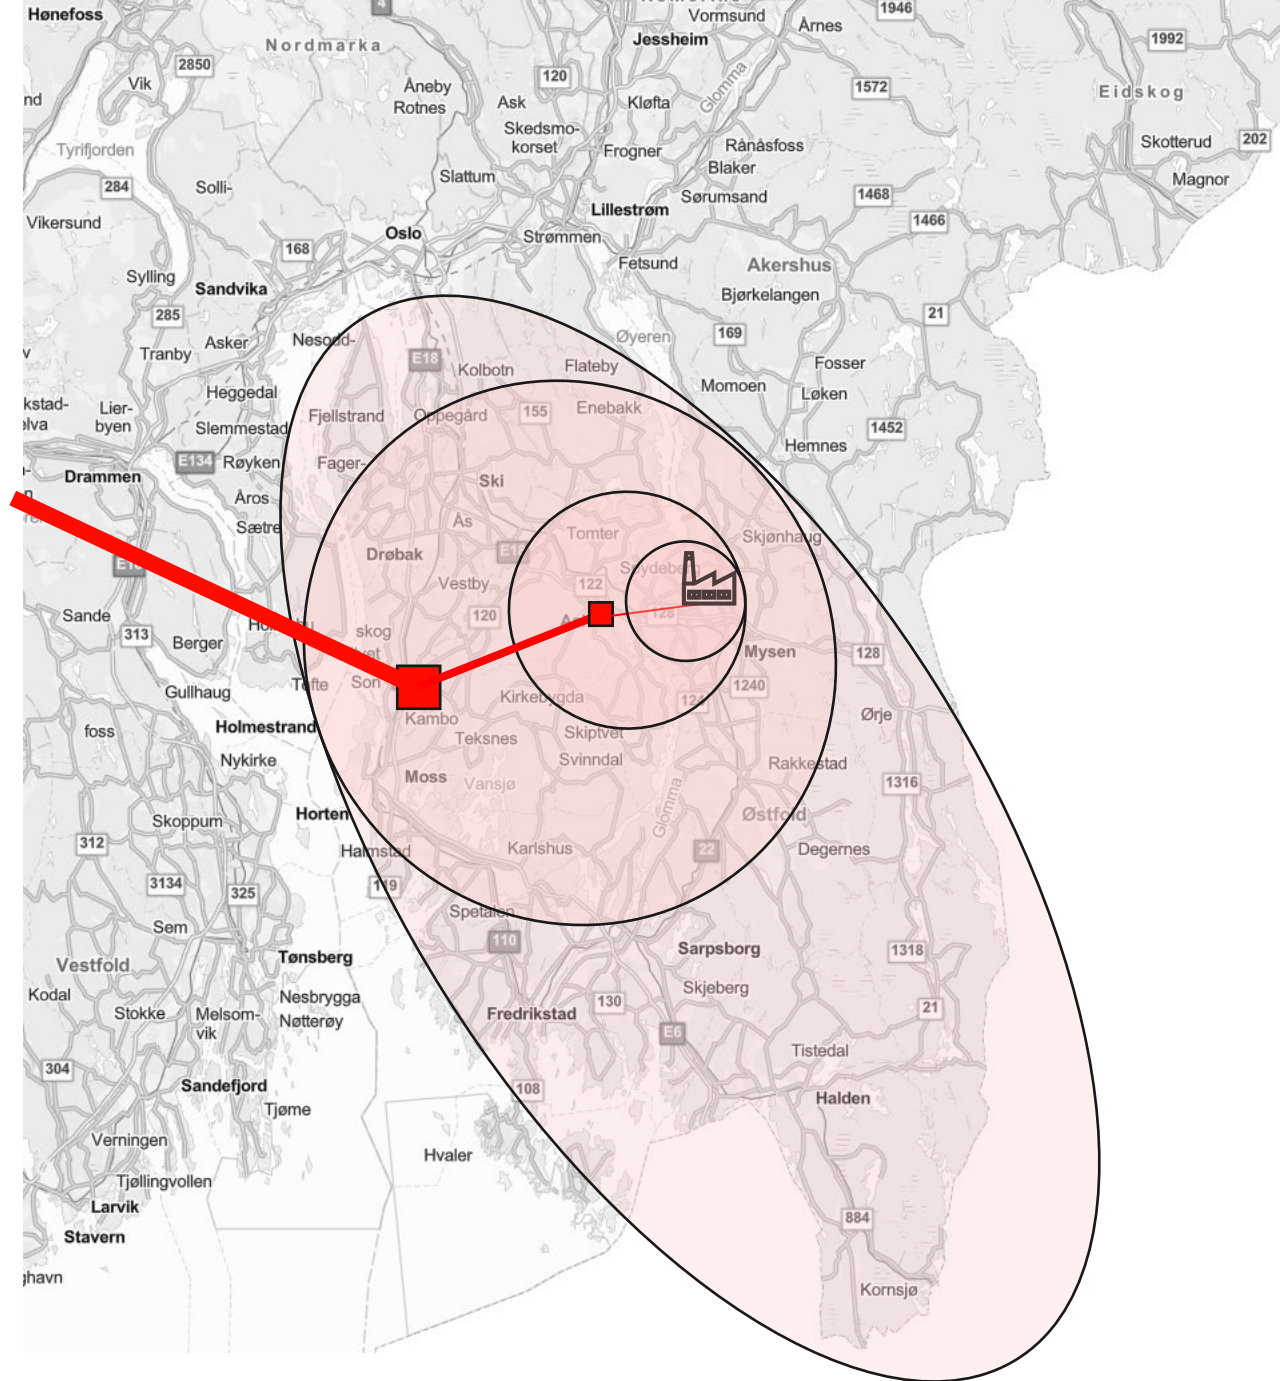 Hønefoss
4
Vormsund
1946
Årnes
Nordmarka
Jessheim
1992
2850
Vik
Åneby
Rotnes
120
Ask
Kløfta
Glomma
1572
Eidskog
nd
Skedsmo-
korset
Frogner
Rånåsfoss
Blaker
Skotterud
202
Tyrifjorden
284
Solli-
Slattum
Sørumsand
1468
Magnor
Vikersund
Lillestrøm
1466
168
Oslo
Strømmen
Fetsund
Akershus
Sylling
Sandvika
Bjørkelangen
285
21
Tranby
Asker
Nesodd-
Øyeren
169
E18
Kolbotn
Flateby
Fosser
Heggedal
Momoen
Løken
kstad-
elva
Lier-
byen
Slemmestad
Fjellstrand
Oppegård
155
Enebakk
1452
Hemnes
E134
Røyken
Fager-
Drammen
Ski
Åros
Sætre
Ås
Tomter
Skjønhaug
Drøbak
Vestby
122
Spydeberg
Sande
120
128
313
Berger
skog
Mysen
128
Gullhaug
Tofte
Son
Kirkebygda
1240
foss
Holmestrand
Kambo
Ørje
Teksnes
Skiptvet
Nykirke
Svinndal
Rakkestad
Moss
Vansjø
1316
Skoppum
Horten
Glomma
Østfold
312
Halmstad
Karlshus
22
Degernes
3134
325
119
Sem
Spetalen
110
Sarpsborg
1318
Vestfold
Tønsberg
Kodal
Nesbrygga
Skjeberg
Stokke
Melsom-
vik
Nøtterøy
Fredrikstad
130
21
E6
304
Tistedal
Sandefjord
108
Halden
Tjøme
Verningen
Hvaler
Tjøllingvollen
Larvik
884
Stavern
ghavn
Kornsjø